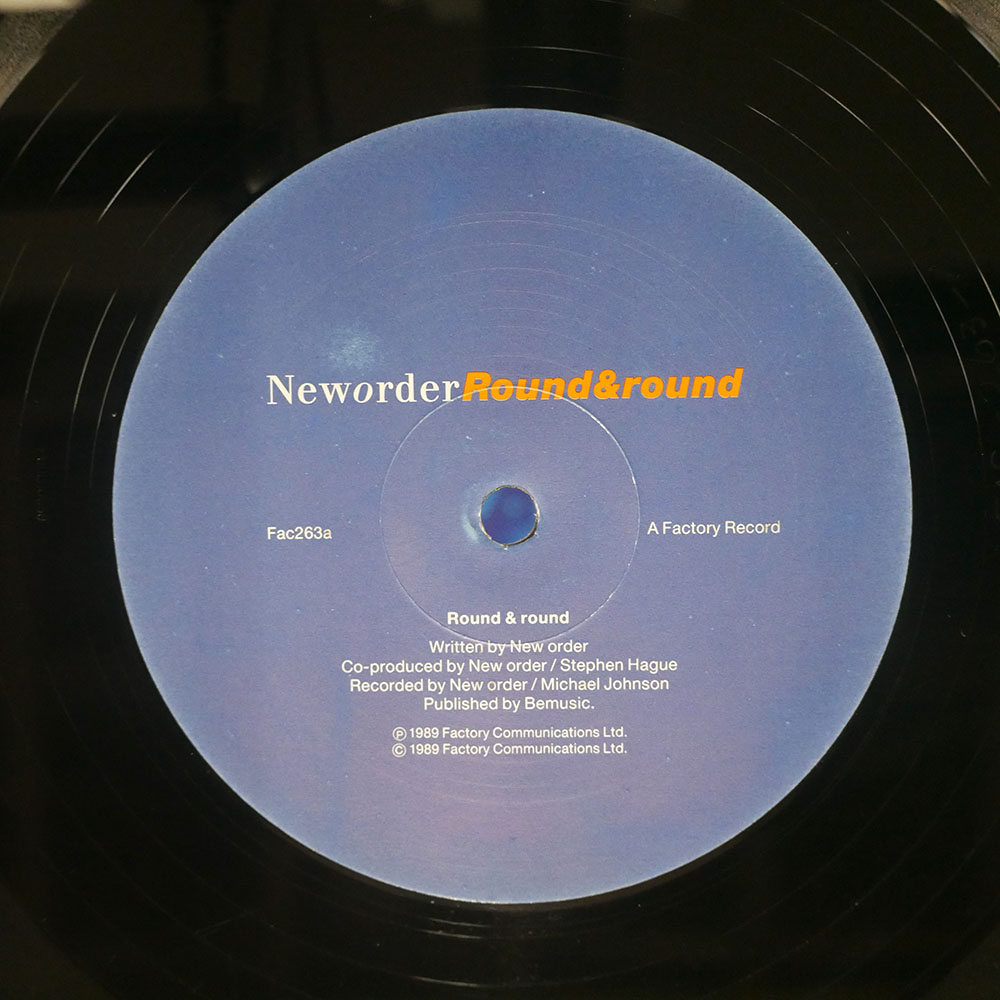 NeworderRound&round
Fac263a
A Factory Record
Round & round
Written by New order
Co-produced by New order / Stephen Hague
Recorded by New order / Michael Johnson
Published by Bemusic.
℗ 1989 Factory Communications Ltd.
© 1989 Factory Communications Ltd.